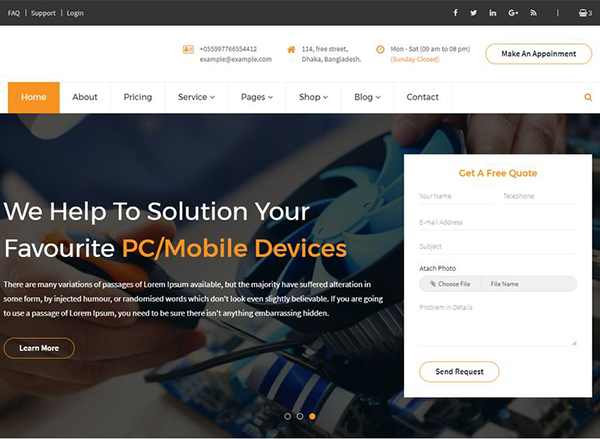 FAQ | Support | Login
3
+055997766554412
example@example.com
114, free street,
Dhaka, Bangladesh.
Mon - Sat (09 am to 08 pm)
(Sunday Closed)
Make An Appoinment
Home
About
Pricing
Service
Pages
Shop
Blog
Contact
We Help To Solution Your
Favourite PC/Mobile Devices
There are many variations of passages of Lorem Ipsum available, but the majority have suffered alteration in
some form, by injected humour, or randomised words which don't look even slightly believable. If you are going
to use a passage of Lorem Ipsum, you need to be sure there isn't anything embarrassing hidden.
Learn More
Get A Free Quote
Your Name
Telephone
E-mail Address
Subject
Atach Photo
Choose File
File Name
Problem in Details
Send Request